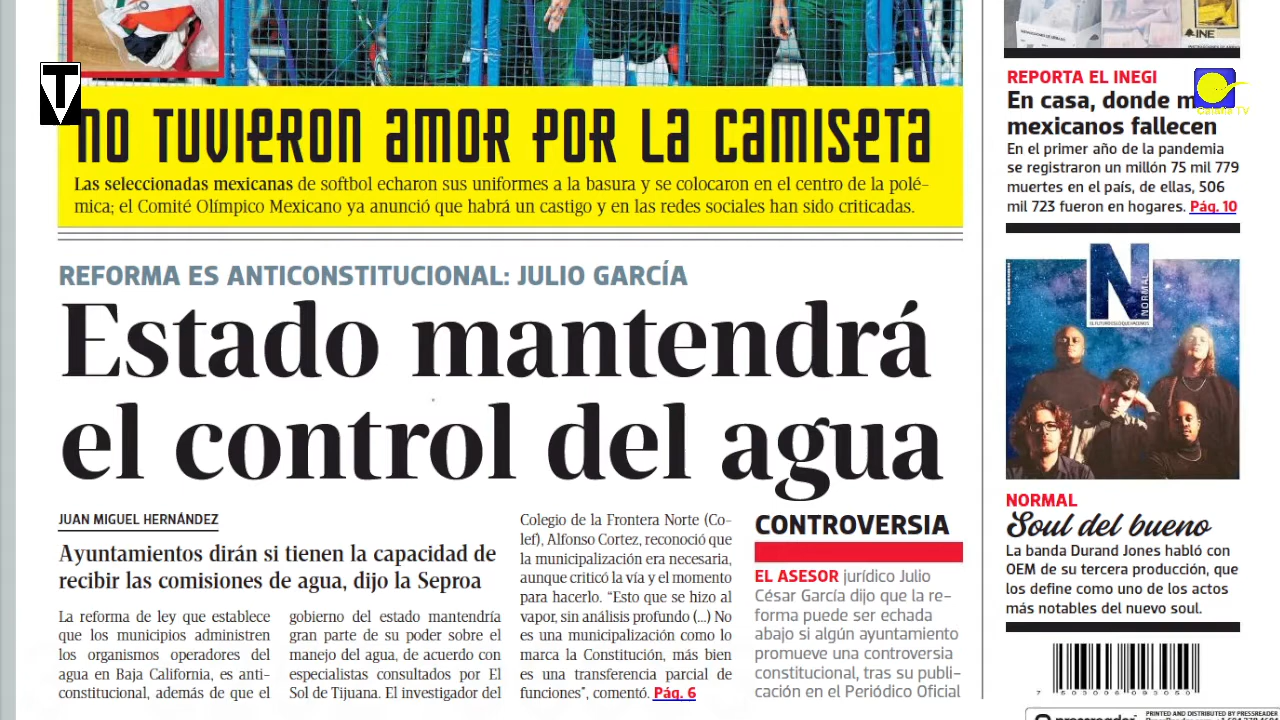 T
NO TUVIERON AMOR POR LA CAMISETA
Las seleccionadas mexicanas de softbol echaron sus uniformes a la basura y se colocaron en el centro de la polé-
mica; el Comité Olímpico Mexicano ya anunció que habrá un castigo y en las redes sociales han sido criticadas.
REFORMA ES ANTICONSTITUCIONAL: JULIO GARCÍA
Estado mantendrá
el control del agua
JUAN MIGUEL HERNÁNDEZ
Ayuntamientos dirán si tienen la capacidad de
recibir las comisiones de agua, dijo la Seproa
La reforma de ley que establece
que los municipios administren
los organismos operadores del
agua en Baja California, es anti-
constitucional, además de que el
gobierno del estado mantendría
gran parte de su poder sobre el
manejo del agua, de acuerdo con
especialistas consultados por El
Sol de Tijuana. El investigador del
Colegio de la Frontera Norte (Co-
lef), Alfonso Cortez, reconoció que
la municipalización era necesaria,
aunque criticó la vía y el momento
para hacerlo. “Esto que se hizo al
vapor, sin análisis profundo (...) No
es una municipalización como lo
marca la Constitución, más bien
es una transferencia parcial de
funciones”, comentó. Pág. 6
CONTROVERSIA
EL ASESOR jurídico Julio
César García dijo que la re-
forma puede ser echada
abajo si algún ayuntamiento
promueve una controversia
constitucional, tras su publi-
cación en el Periódico Oficial
INE
REPORTA EL INEGI
En casa, donde
mexicanos fallecen
En el primer año de la pandemia
se registraron un millón 75 mil 779
muertes en el país, de ellas, 506
mil 723 fueron en hogares. Pág. 10
N
NORMAL
NORMAL
Soul del bueno
La banda Durand Jones habló con
OEM de su tercera producción, que
los define como uno de los actos
más notables del nuevo soul.
pressreader
PRINTED AND DISTRIBUTED BY PRESSREADER